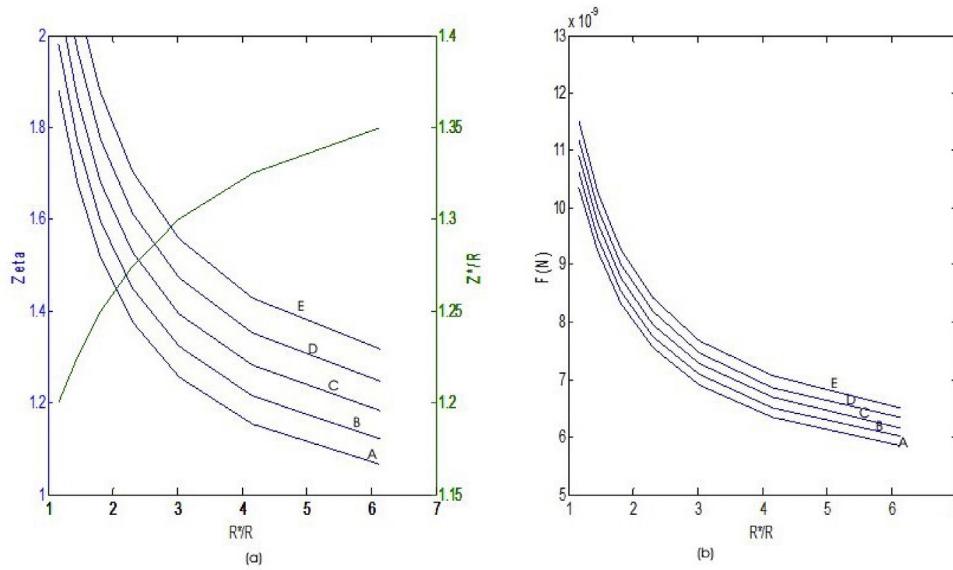 2
1.8
1.6
1.4
1.2
1
Zeta
1 2 3 4 5 6 7
R*/R
1.4
1.35
1.3
1.25
1.2
1.15
Z*/R
E
D
C
B
A
(a)
x 10-9
13
12
11
10
9
8
7
6
5
F (N)
1 2 3 4 5 6
R*/R
E
D
C
B
A
(b)